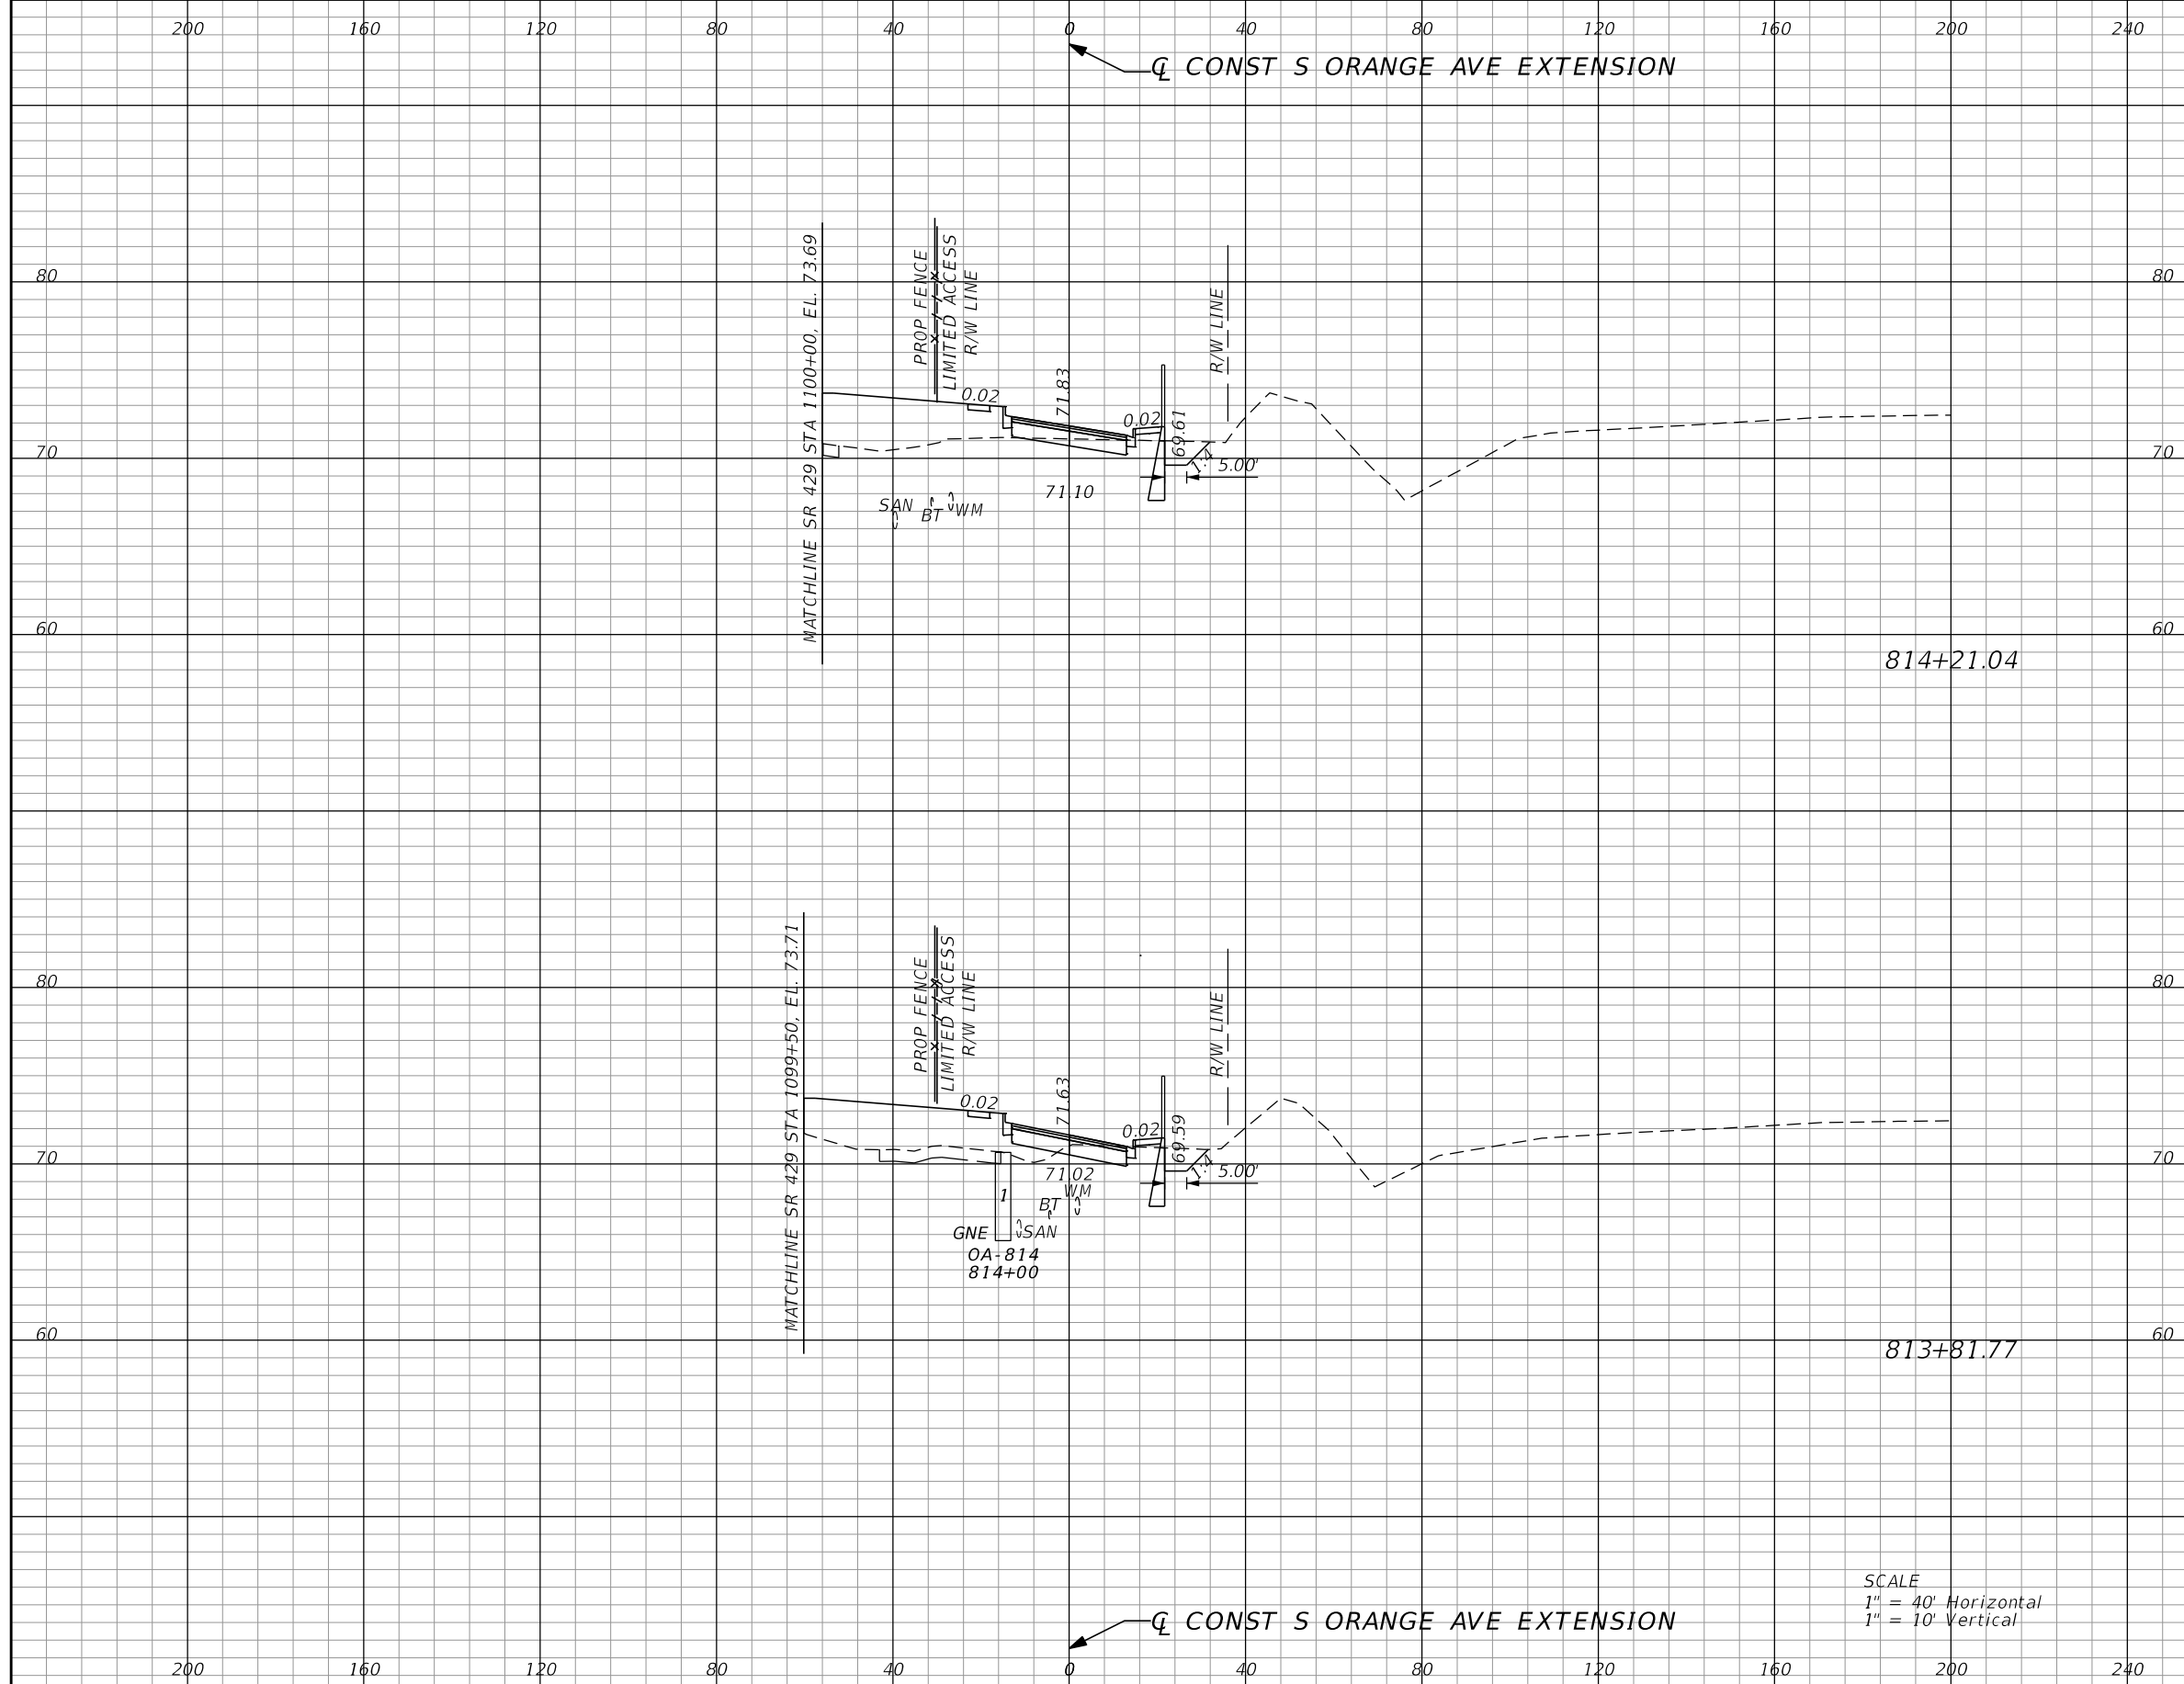 200 160 120 80 40 0 40 80 120 160 200 240
℄ CONST S ORANGE AVE EXTENSION
80 80
MATCHLINE SR 429 STA 1100+00, EL. 73.69
PROP FENCE
LIMITED ACCESS
R/W LINE
R/W LINE
0.02
71.83
0.02
69.61
1:4
5.00'
70 70
71.10
SAN
BT
WM
60 60
814+21.04
80 80
MATCHLINE SR 429 STA 1099+50, EL. 73.71
PROP FENCE
LIMITED ACCESS
R/W LINE
R/W LINE
0.02
71.63
0.02
69.59
1:4
5.00'
70 70
71.02
WM
BT
1
SAN
GNE
OA-814
814+00
60 60
813+81.77
SCALE
1" = 40' Horizontal
1" = 10' Vertical
℄ CONST S ORANGE AVE EXTENSION
200 160 120 80 40 0 40 80 120 160 200 240